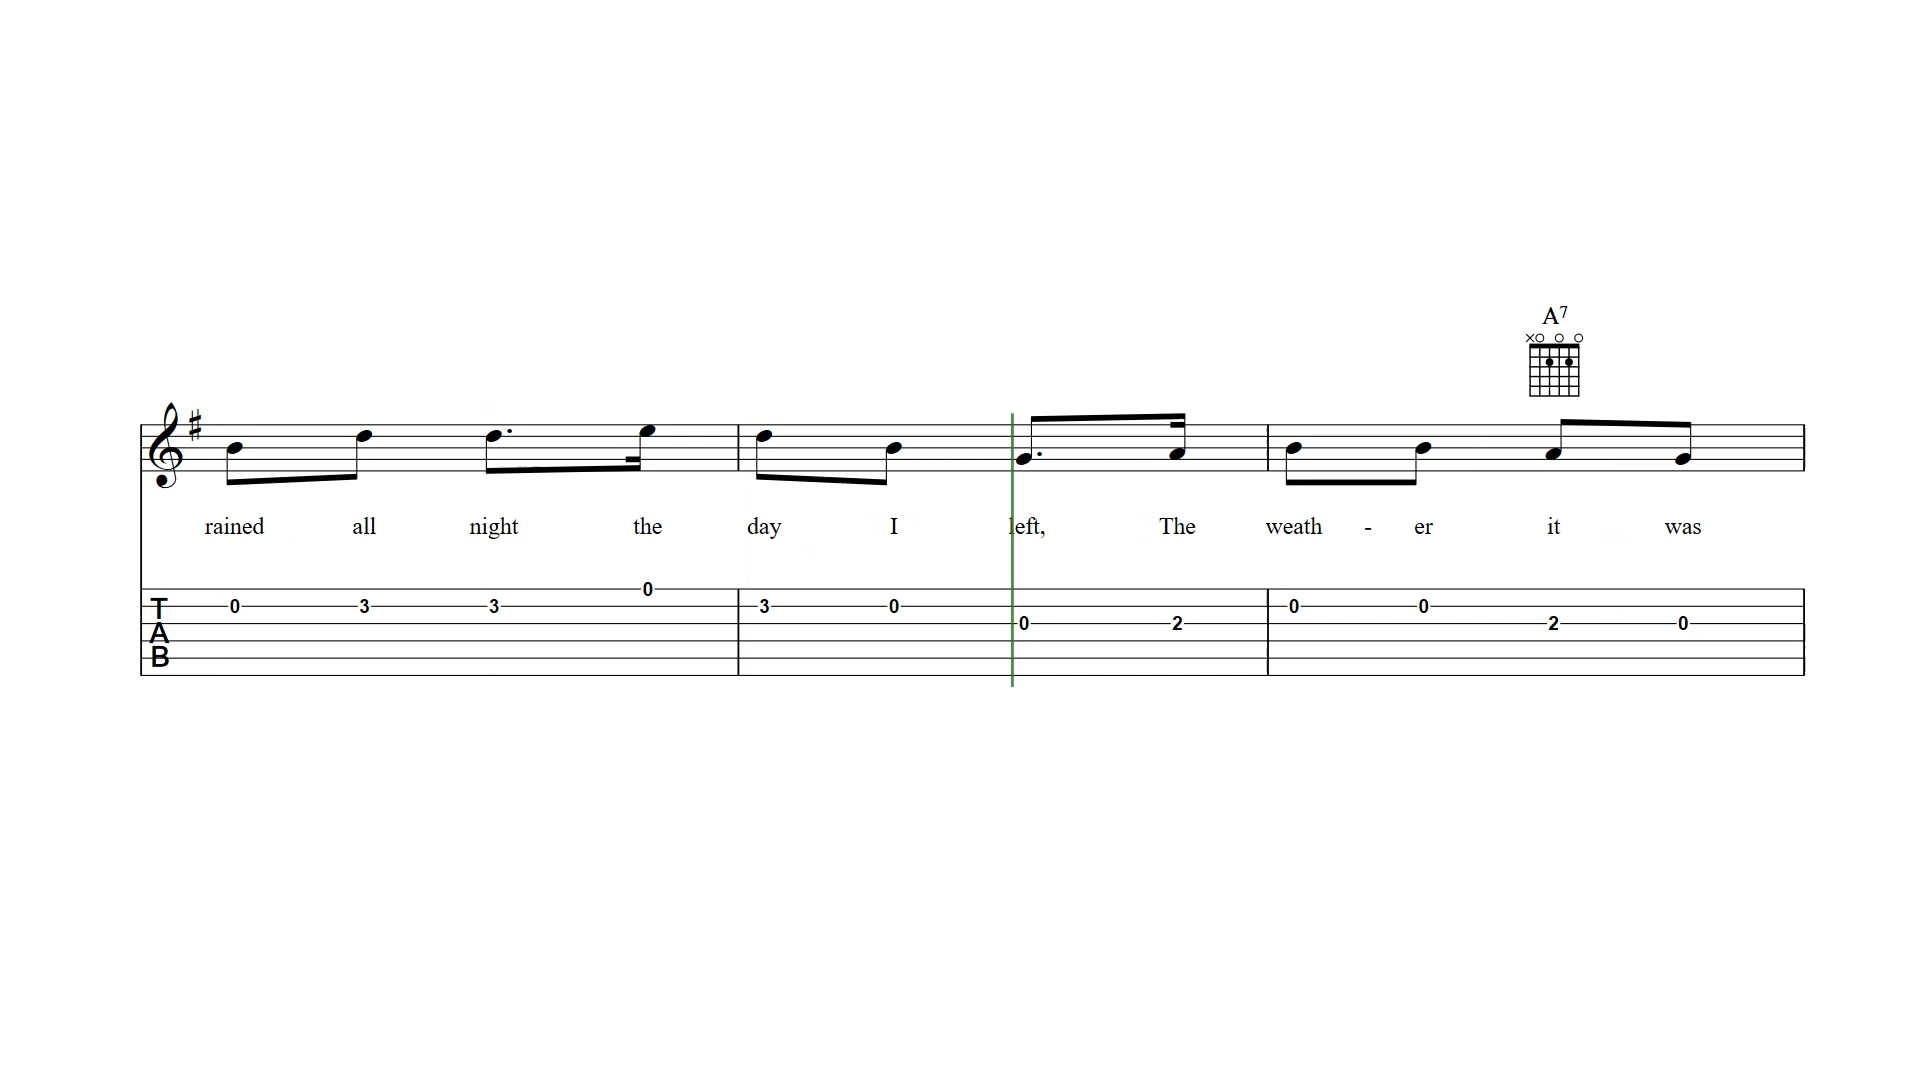 A7
rained all night the day I left, The weath - er it was
0
T 0 3 3 3 0 0 0
A 0 2 2 0
B